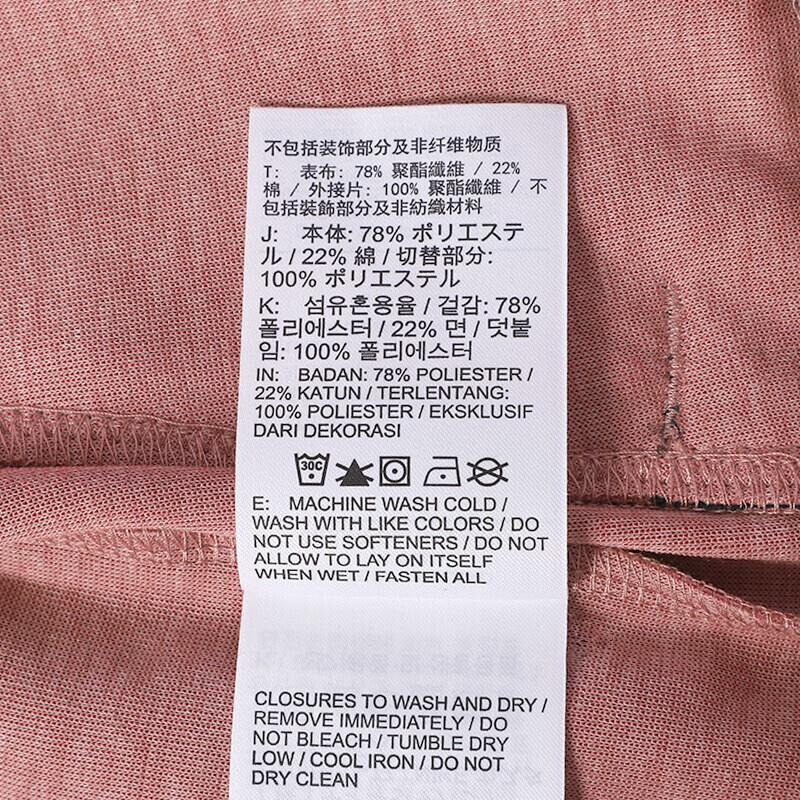 不包括装饰部分及非纤维物质
T: 表布: 78% 聚酯纖維 / 22%
棉 / 外接片: 100% 聚酯纖維 / 不
包括裝飾部分及非紡織材料
J: 本体: 78% ポリエステ
ル / 22% 綿 / 切替部分:
100% ポリエステル
K: 섬유혼용율 / 겉감: 78%
폴리에스터 / 22% 면 / 덧붙
임: 100% 폴리에스터
IN: BADAN: 78% POLIESTER /
22% KATUN / TERLENTANG:
100% POLIESTER / EKSKLUSIF
DARI DEKORASI
30C
E: MACHINE WASH COLD /
WASH WITH LIKE COLORS / DO
NOT USE SOFTENERS / DO NOT
ALLOW TO LAY ON ITSELF
WHEN WET / FASTEN ALL
CLOSURES TO WASH AND DRY /
REMOVE IMMEDIATELY / DO
NOT BLEACH / TUMBLE DRY
LOW / COOL IRON / DO NOT
DRY CLEAN